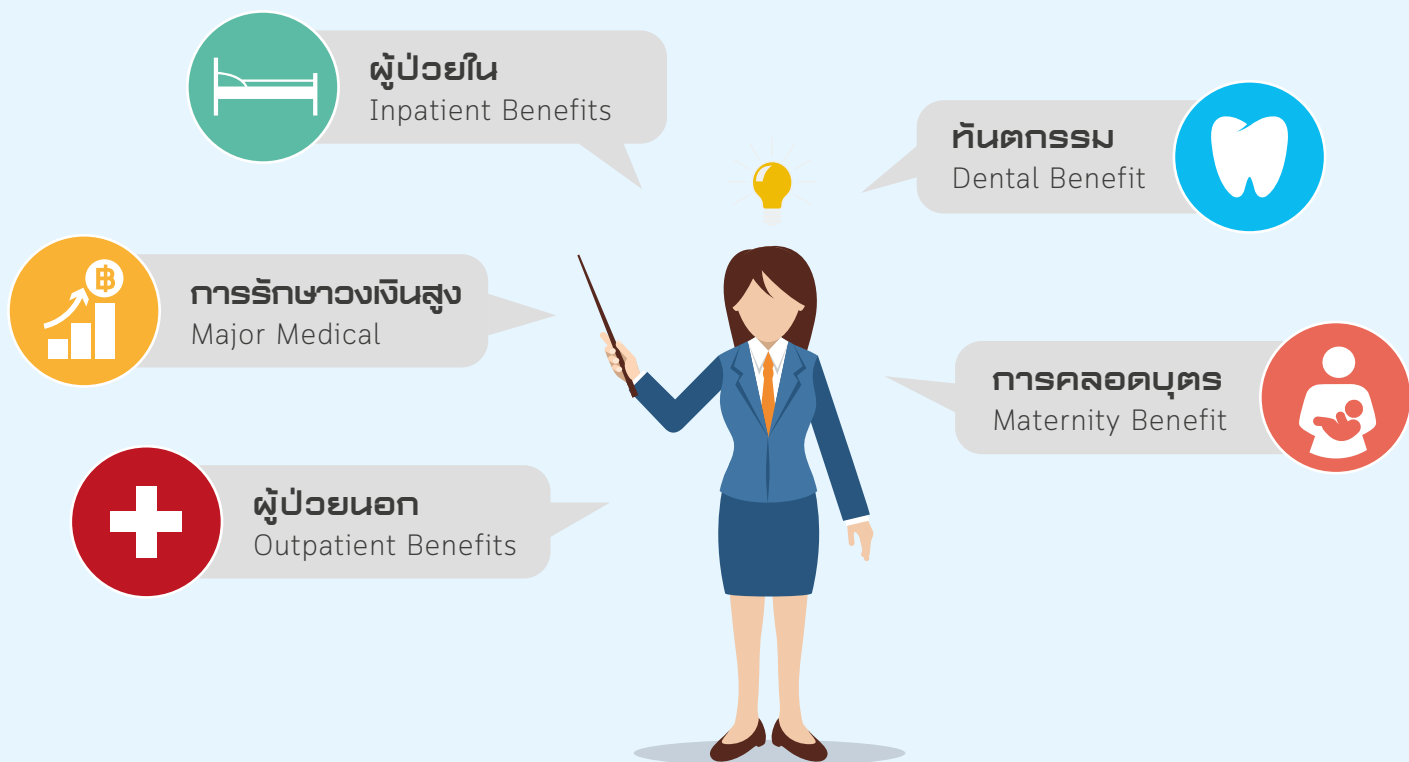 ผู้ป่วยใน
Inpatient Benefits
ทันตกรรม
Dental Benefit
การรักษาวงเงินสูง
Major Medical
การคลอดบุตร
Maternity Benefit
ผู้ป่วยนอก
Outpatient Benefits